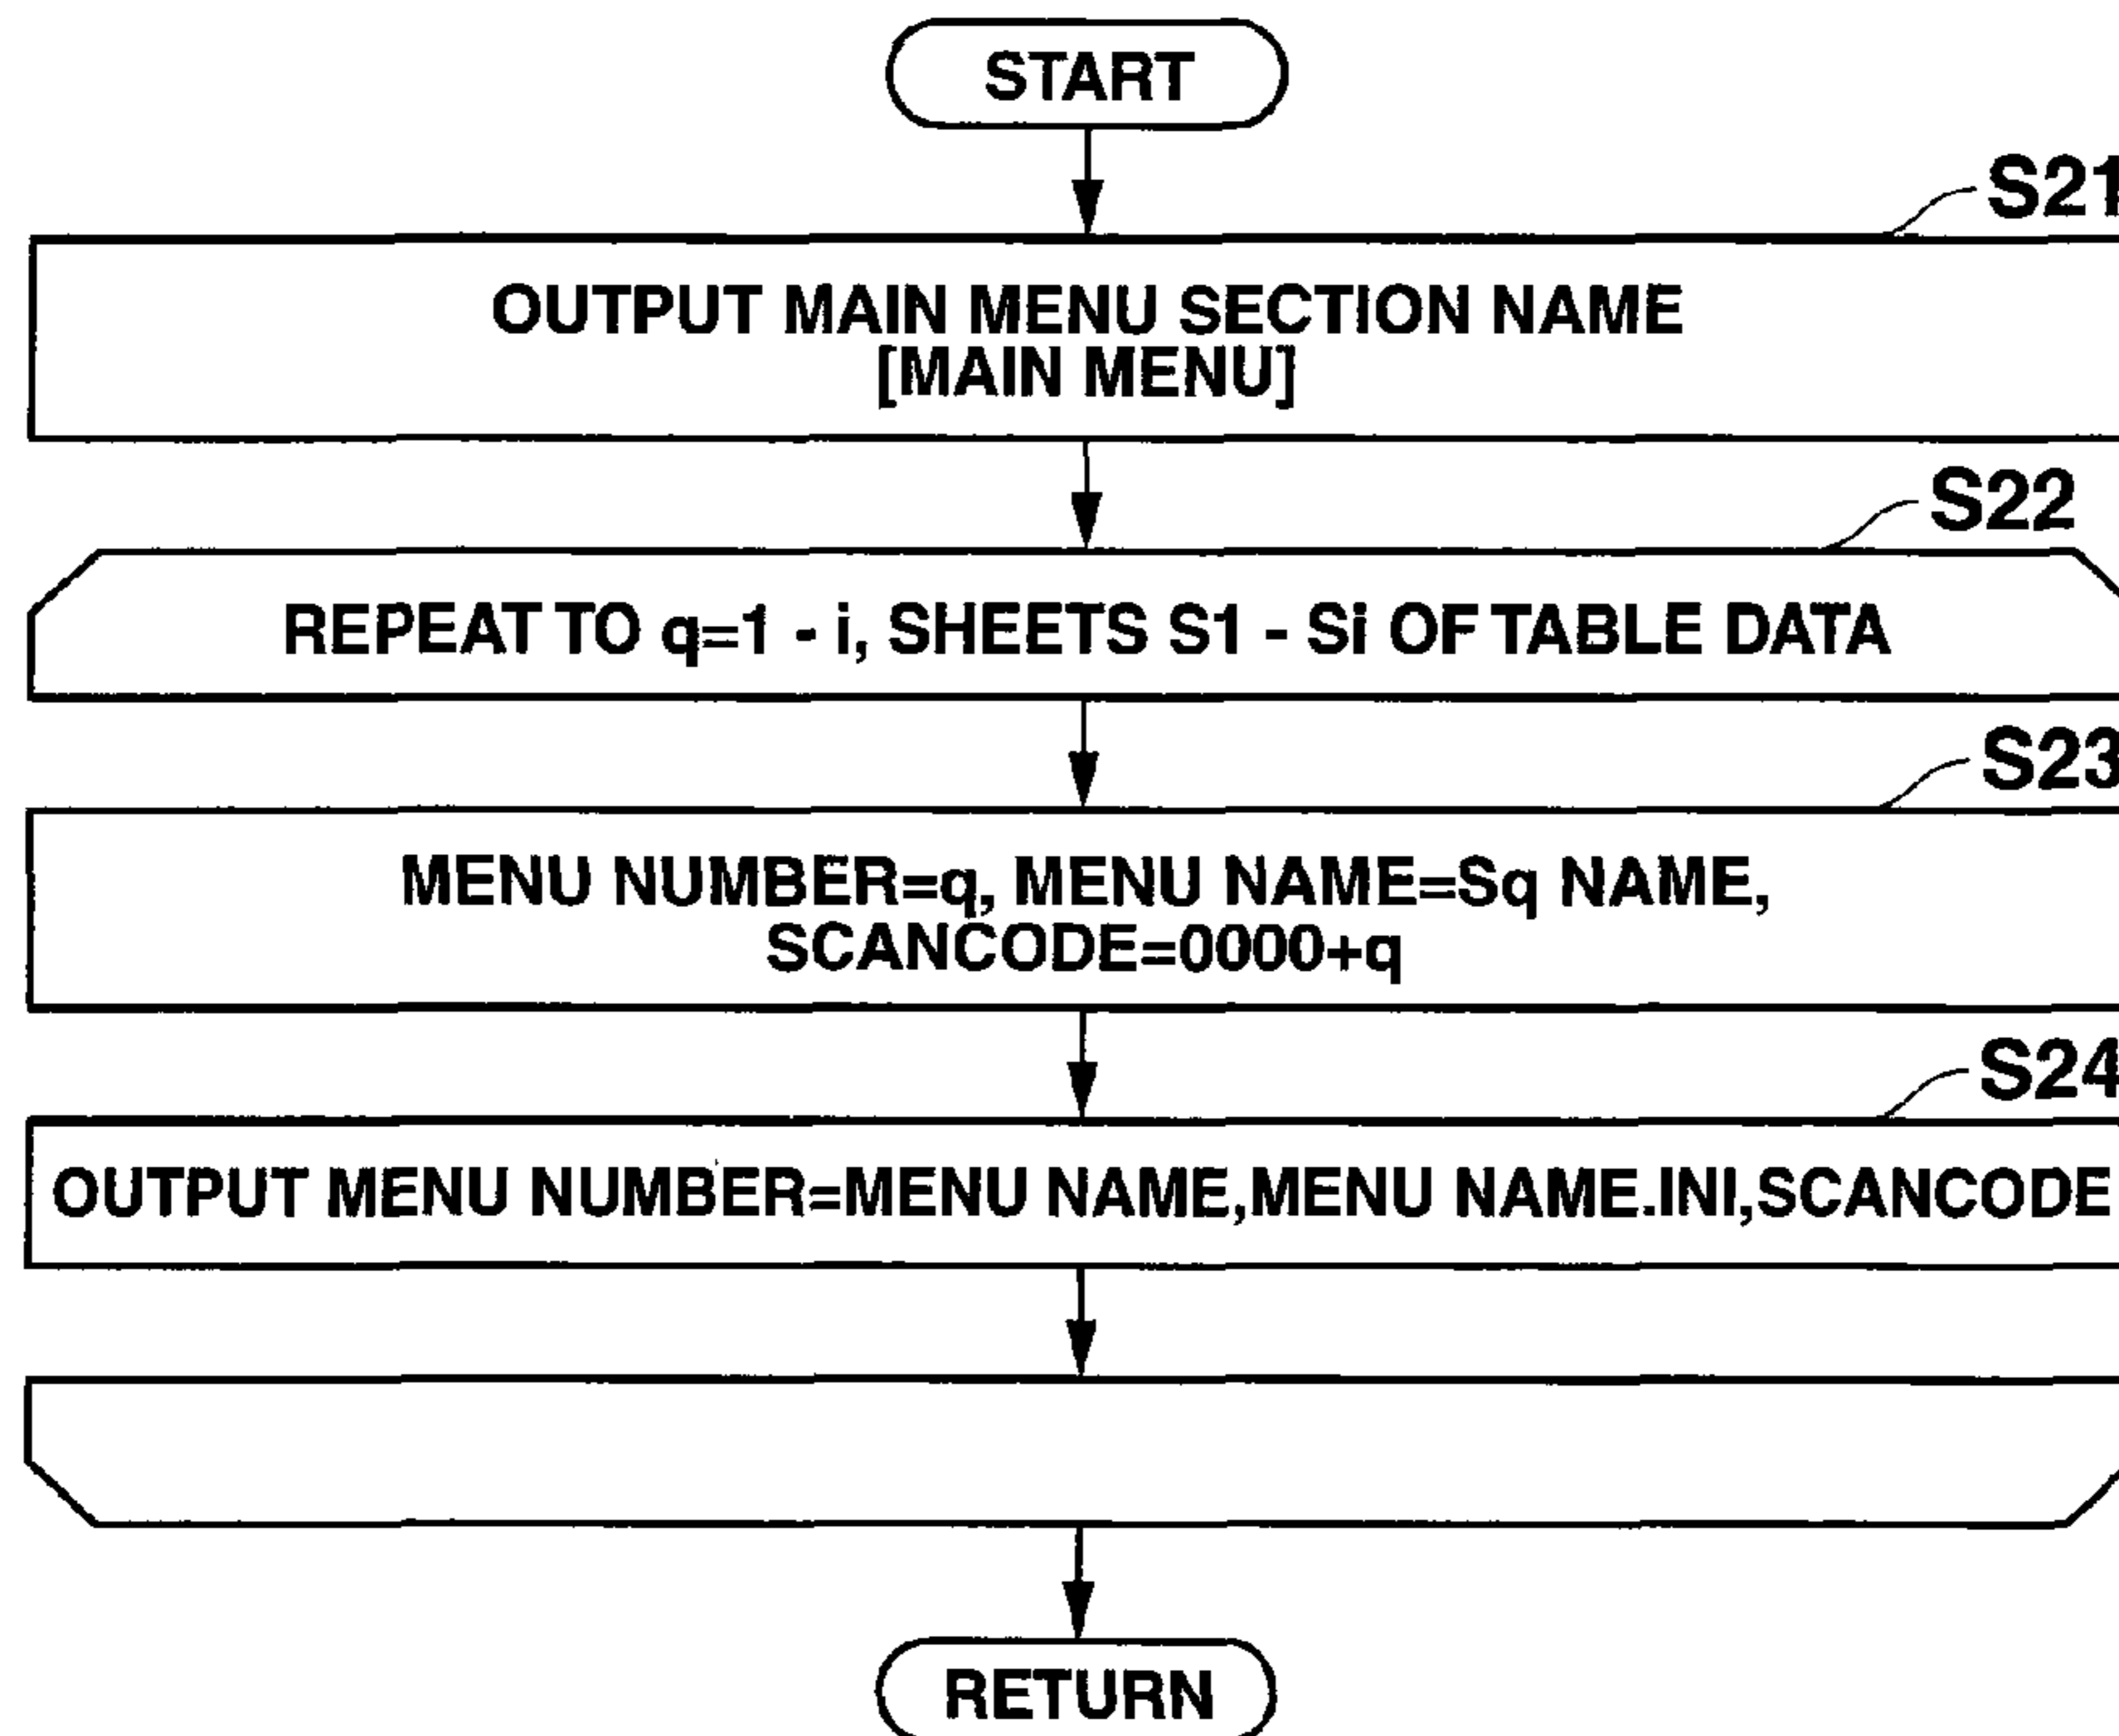 START
S21
OUTPUT MAIN MENU SECTION NAME
[MAIN MENU]
S22
REPEAT TO q=1 - i, SHEETS S1 - Si OF TABLE DATA
S23
MENU NUMBER=q, MENU NAME=Sq NAME,
SCANCODE=0000+q
S24
OUTPUT MENU NUMBER=MENU NAME,MENU NAME.INI,SCANCODE
RETURN